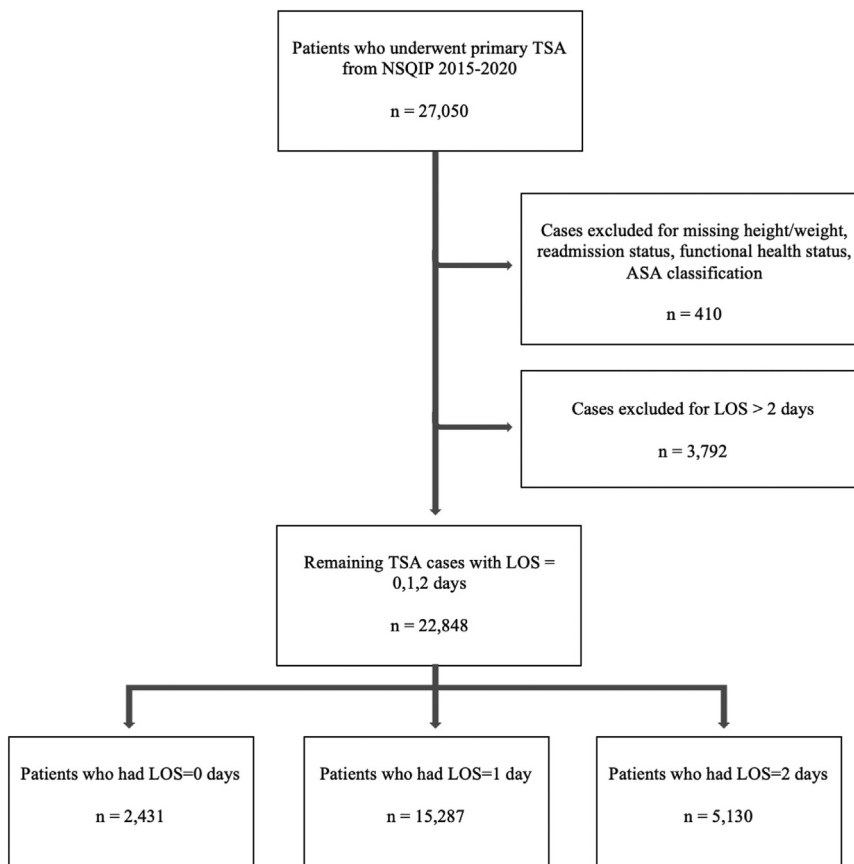 Patients who underwent primary TSA
from NSQIP 2015-2020
n = 27,050
Cases excluded for missing height/weight,
readmission status, functional health status,
ASA classification
n = 410
Cases excluded for LOS > 2 days
n = 3,792
Remaining TSA cases with LOS =
0,1,2 days
n = 22,848
Patients who had LOS=0 days
n = 2,431
Patients who had LOS=1 day
n = 15,287
Patients who had LOS=2 days
n = 5,130